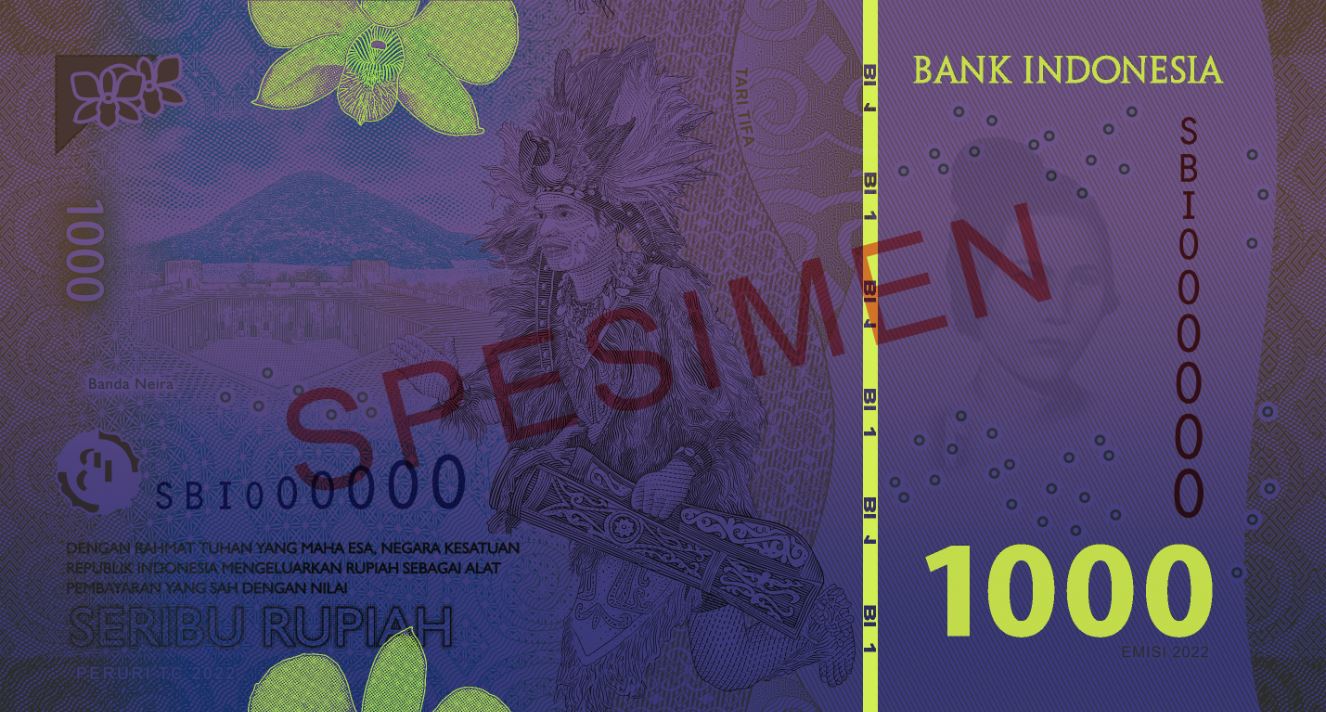 BANK INDONESIA
TARI TIFA
BI 1
BI 1
BI 1
BI 1
BI 1
BI 1
SBI000000
1000
SPESIMEN
Banda Neira
SBI000000
DENGAN RAHMAT TUHAN YANG MAHA ESA, NEGARA KESATUAN
REPUBLIK INDONESIA MENGELUARKAN RUPIAH SEBAGAI ALAT
PEMBAYARAN YANG SAH DENGAN NILAI
SERIBU RUPIAH
1000
EMISI 2022
PERURI TC 2022